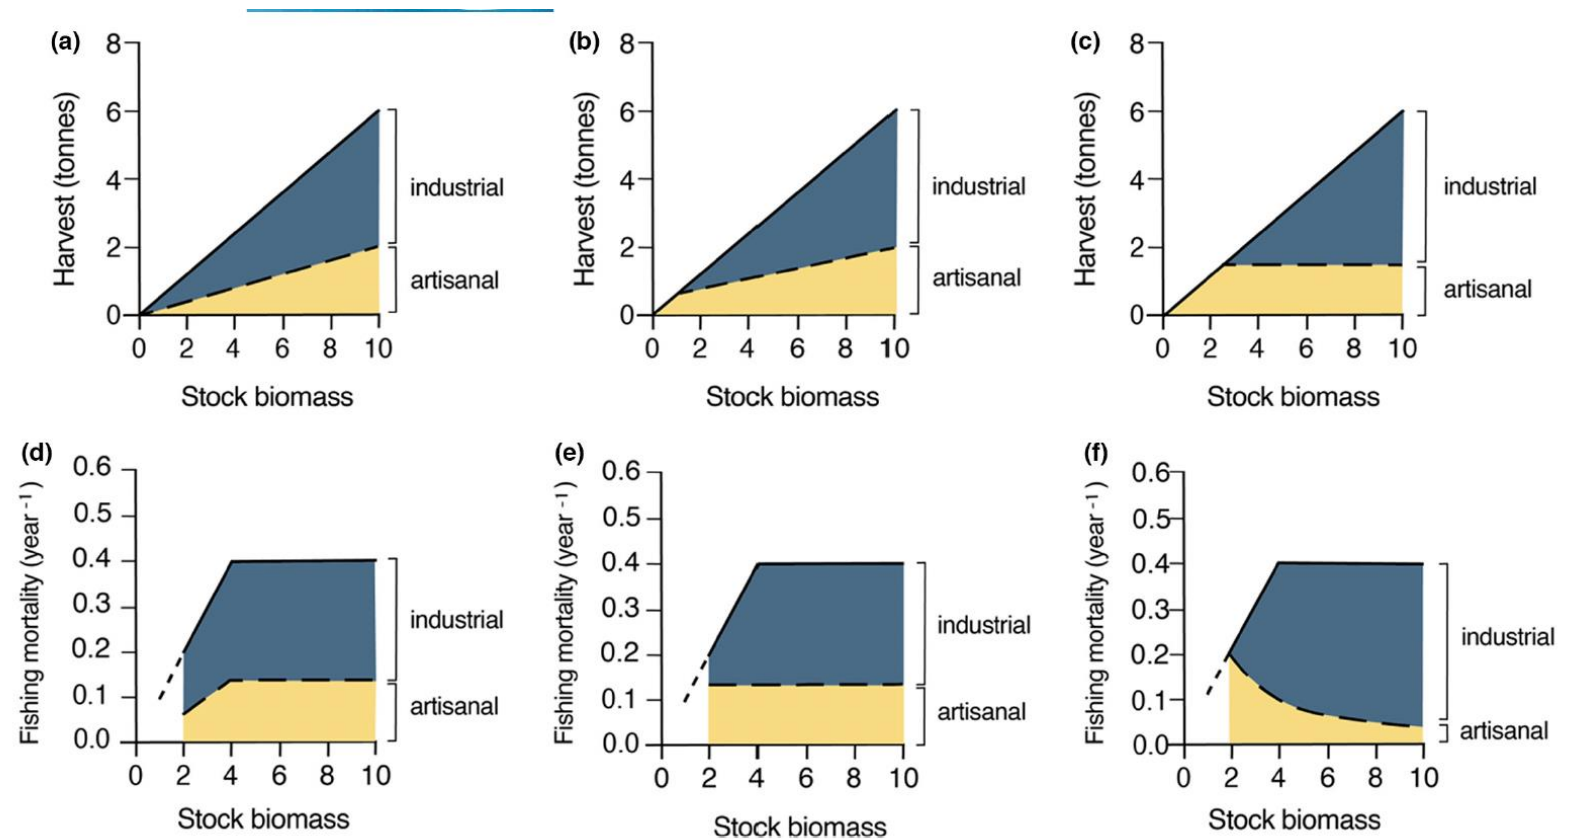 (a)
8
6
4
2
0
Harvest (tonnes)
0 2 4 6 8 10
Stock biomass
industrial
artisanal
(b)
8
6
4
2
0
Harvest (tonnes)
0 2 4 6 8 10
Stock biomass
industrial
artisanal
(c)
8
6
4
2
0
Harvest (tonnes)
0 2 4 6 8 10
Stock biomass
industrial
artisanal
(d)
0.6
0.5
0.4
0.3
0.2
0.1
0.0
Fishing mortality (year⁻¹)
0 2 4 6 8 10
Stock biomass
industrial
artisanal
(e)
0.6
0.5
0.4
0.3
0.2
0.1
0.0
Fishing mortality (year⁻¹)
0 2 4 6 8 10
Stock biomass
industrial
artisanal
(f)
0.6
0.5
0.4
0.3
0.2
0.1
0.0
Fishing mortality (year⁻¹)
0 2 4 6 8 10
Stock biomass
industrial
artisanal